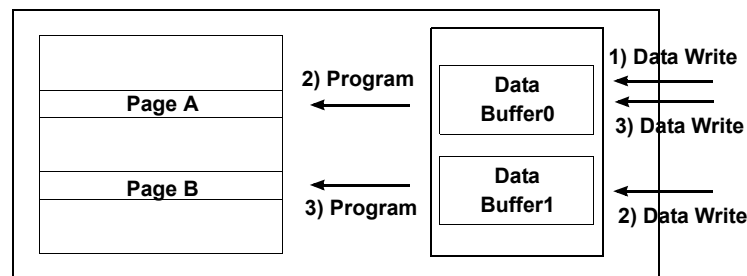 1) Data Write
2) Program
Data
Buffer0
Page A
3) Data Write
Page B
Data
Buffer1
3) Program
2) Data Write